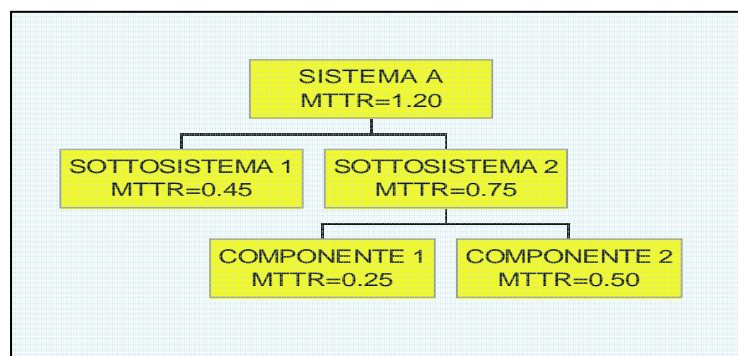 SISTEMA A
MTTR=1.20
SOTTOSISTEMA 1
MTTR=0.45
SOTTOSISTEMA 2
MTTR=0.75
COMPONENTE 1
MTTR=0.25
COMPONENTE 2
MTTR=0.50